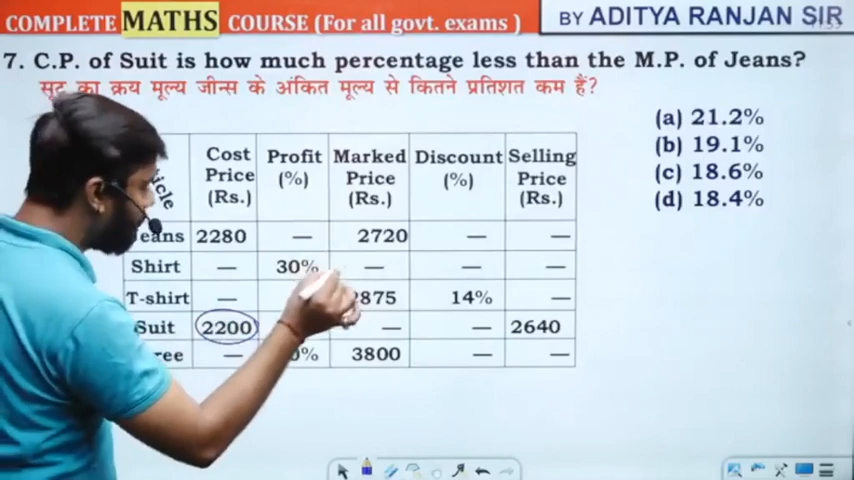 COMPLETE MATHS COURSE (For all govt. exams )
BY ADITYA RANJAN SIR
7. C.P. of Suit is how much percentage less than the M.P. of Jeans?
सूट का क्रय मूल्य जीन्स के अंकित मूल्य से कितने प्रतिशत कम हैं?
(a) 21.2%
(b) 19.1%
(c) 18.6%
(d) 18.4%
Cost Price (Rs.) Profit (%) Marked Price (Rs.) Discount (%) Selling Price (Rs.)
2280 — 2720 — —
Shirt — 30% — — —
T-shirt — 14% —
Suit 2200 — — 2640
— 3800 — —